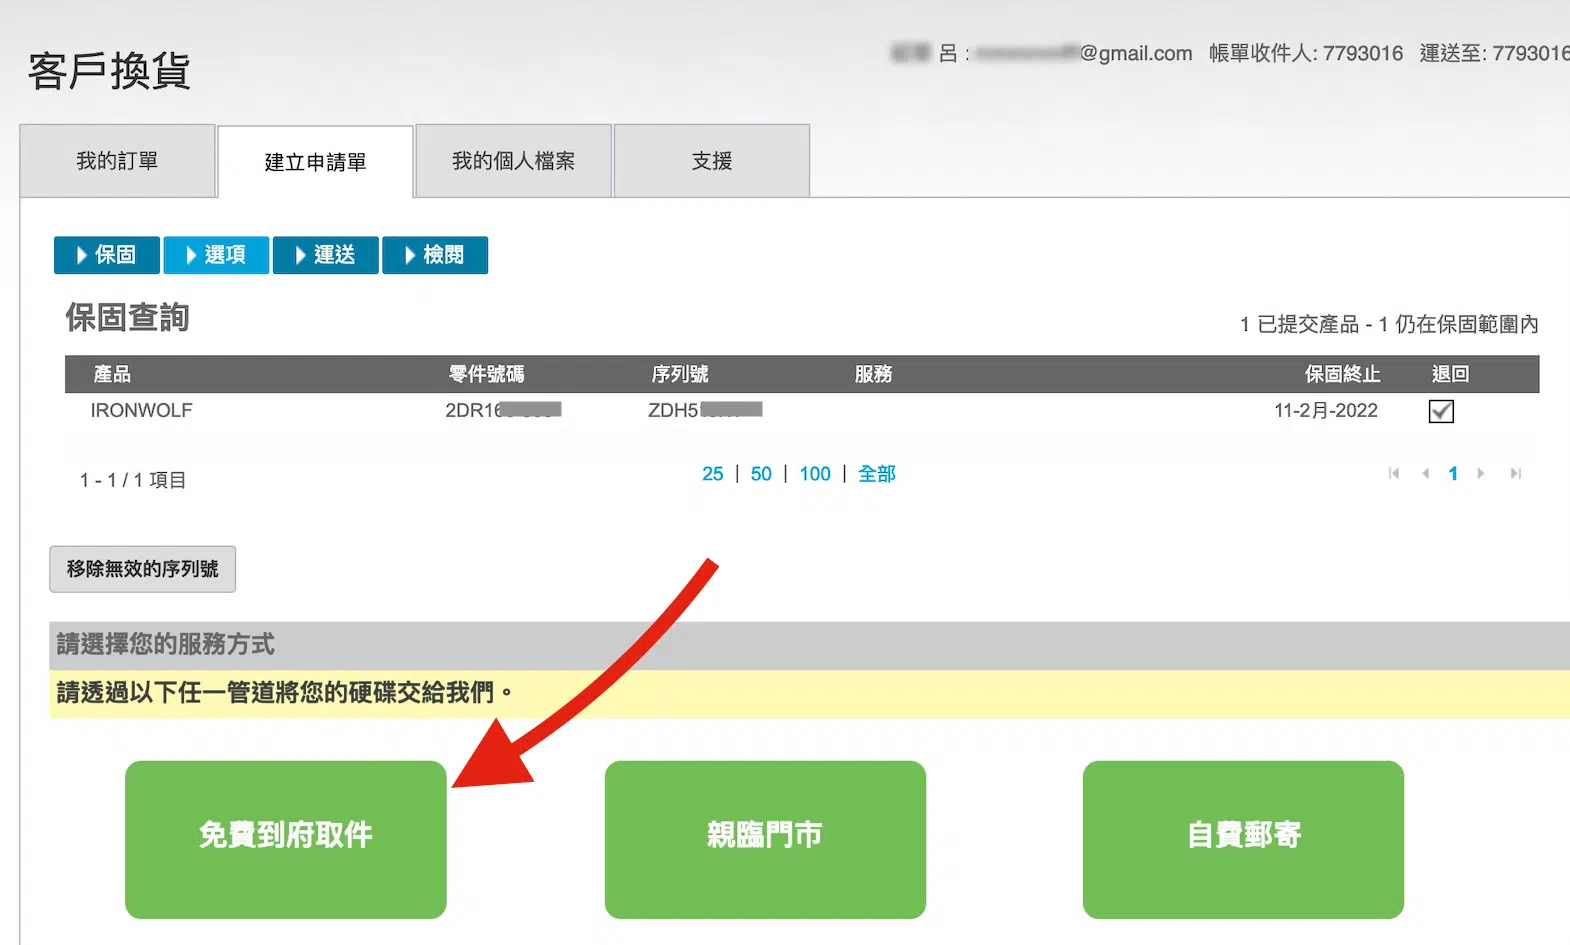 客戶換貨
呂 : @gmail.com 帳單收件人: 7793016 運送至: 7793016
我的訂單 建立申請單 我的個人檔案 支援
保固 選項 運送 檢閱
保固查詢
1 已提交產品 - 1 仍在保固範圍內
產品 零件號碼 序列號 服務 保固終止 退回
IRONWOLF 2DR16 ZDH5 11-2月-2022
1 - 1 / 1 項目 25 | 50 | 100 | 全部 1
移除無效的序列號
請選擇您的服務方式
請透過以下任一管道將您的硬碟交給我們。
免費到府取件 親臨門市 自費郵寄